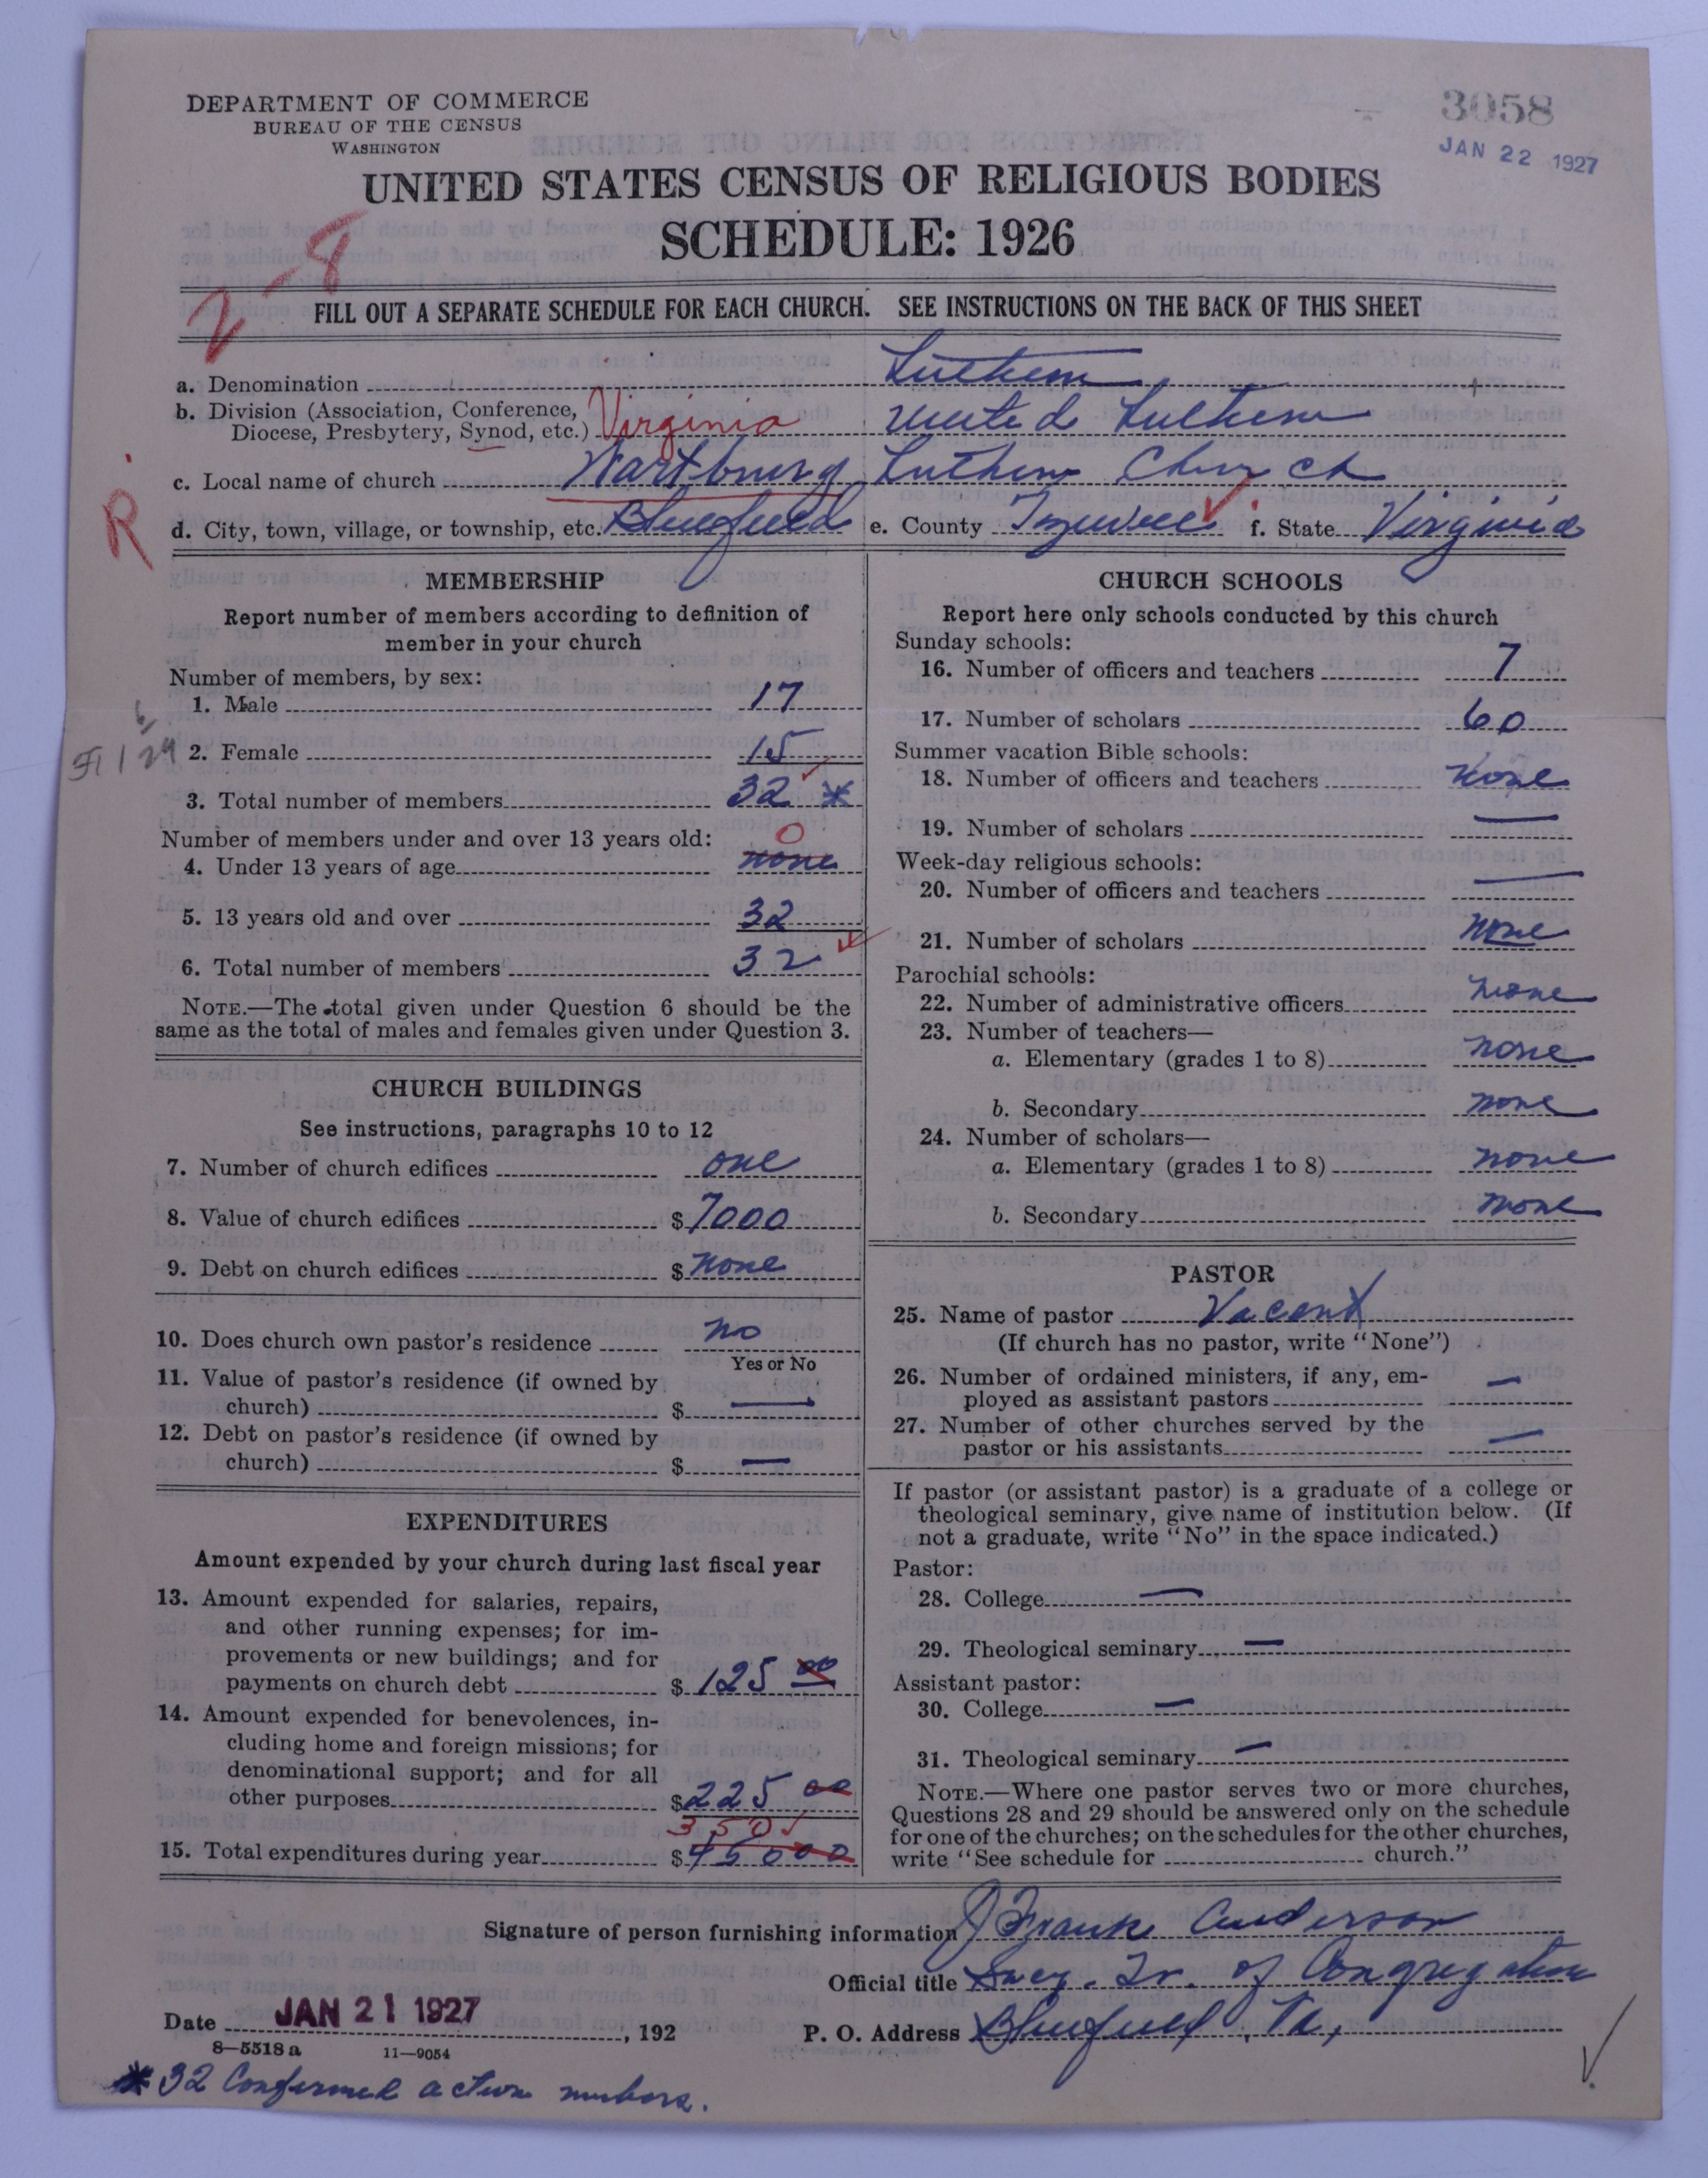 DEPARTMENT OF COMMERCE
BUREAU OF THE CENSUS
WASHINGTON
3058
JAN 22 1927
UNITED STATES CENSUS OF RELIGIOUS BODIES
SCHEDULE: 1926
2-8
FILL OUT A SEPARATE SCHEDULE FOR EACH CHURCH. SEE INSTRUCTIONS ON THE BACK OF THIS SHEET
a. Denomination Luthern
b. Division (Association, Conference,
Diocese, Presbytery, Synod, etc.) Virginia United Luthern
c. Local name of church Wartburg Luthern Church
R
d. City, town, village, or township, etc. Bluefield e. County Tazewell f. State Virginia
MEMBERSHIP
Report number of members according to definition of
member in your church
Number of members, by sex:
1. Male 17
2. Female 15
3. Total number of members 32 *
Number of members under and over 13 years old:
0
4. Under 13 years of age none
5. 13 years old and over 32
6. Total number of members 32
NOTE.—The total given under Question 6 should be the
same as the total of males and females given under Question 3.
CHURCH BUILDINGS
See instructions, paragraphs 10 to 12
7. Number of church edifices one
8. Value of church edifices $ 7000
9. Debt on church edifices $ none
10. Does church own pastor's residence no
Yes or No
11. Value of pastor's residence (if owned by
church) $ —
12. Debt on pastor's residence (if owned by
church) $ —
EXPENDITURES
Amount expended by your church during last fiscal year
13. Amount expended for salaries, repairs,
and other running expenses; for im-
provements or new buildings; and for
payments on church debt $ 125 00
14. Amount expended for benevolences, in-
cluding home and foreign missions; for
denominational support; and for all
other purposes $ 225 00
350
15. Total expenditures during year $ 450 00
CHURCH SCHOOLS
Report here only schools conducted by this church
Sunday schools:
16. Number of officers and teachers 7
17. Number of scholars 60
Summer vacation Bible schools:
18. Number of officers and teachers none
19. Number of scholars —
Week-day religious schools:
20. Number of officers and teachers —
21. Number of scholars none
Parochial schools:
22. Number of administrative officers none
23. Number of teachers—
a. Elementary (grades 1 to 8) none
b. Secondary none
24. Number of scholars—
a. Elementary (grades 1 to 8) none
b. Secondary none
PASTOR
25. Name of pastor Vacant
(If church has no pastor, write "None")
26. Number of ordained ministers, if any, em-
ployed as assistant pastors —
27. Number of other churches served by the
pastor or his assistants —
If pastor (or assistant pastor) is a graduate of a college or
theological seminary, give name of institution below. (If
not a graduate, write "No" in the space indicated.)
Pastor:
28. College —
29. Theological seminary —
Assistant pastor:
30. College —
31. Theological seminary —
NOTE.—Where one pastor serves two or more churches,
Questions 28 and 29 should be answered only on the schedule
for one of the churches; on the schedules for the other churches,
write "See schedule for church."
Signature of person furnishing information J Frank Anderson
Official title Secy. Tr. of Congregation
Date JAN 21 1927, 192
P. O. Address Bluefield, Va,
8—5518 a 11—9054
* 32 Confirmed active members.